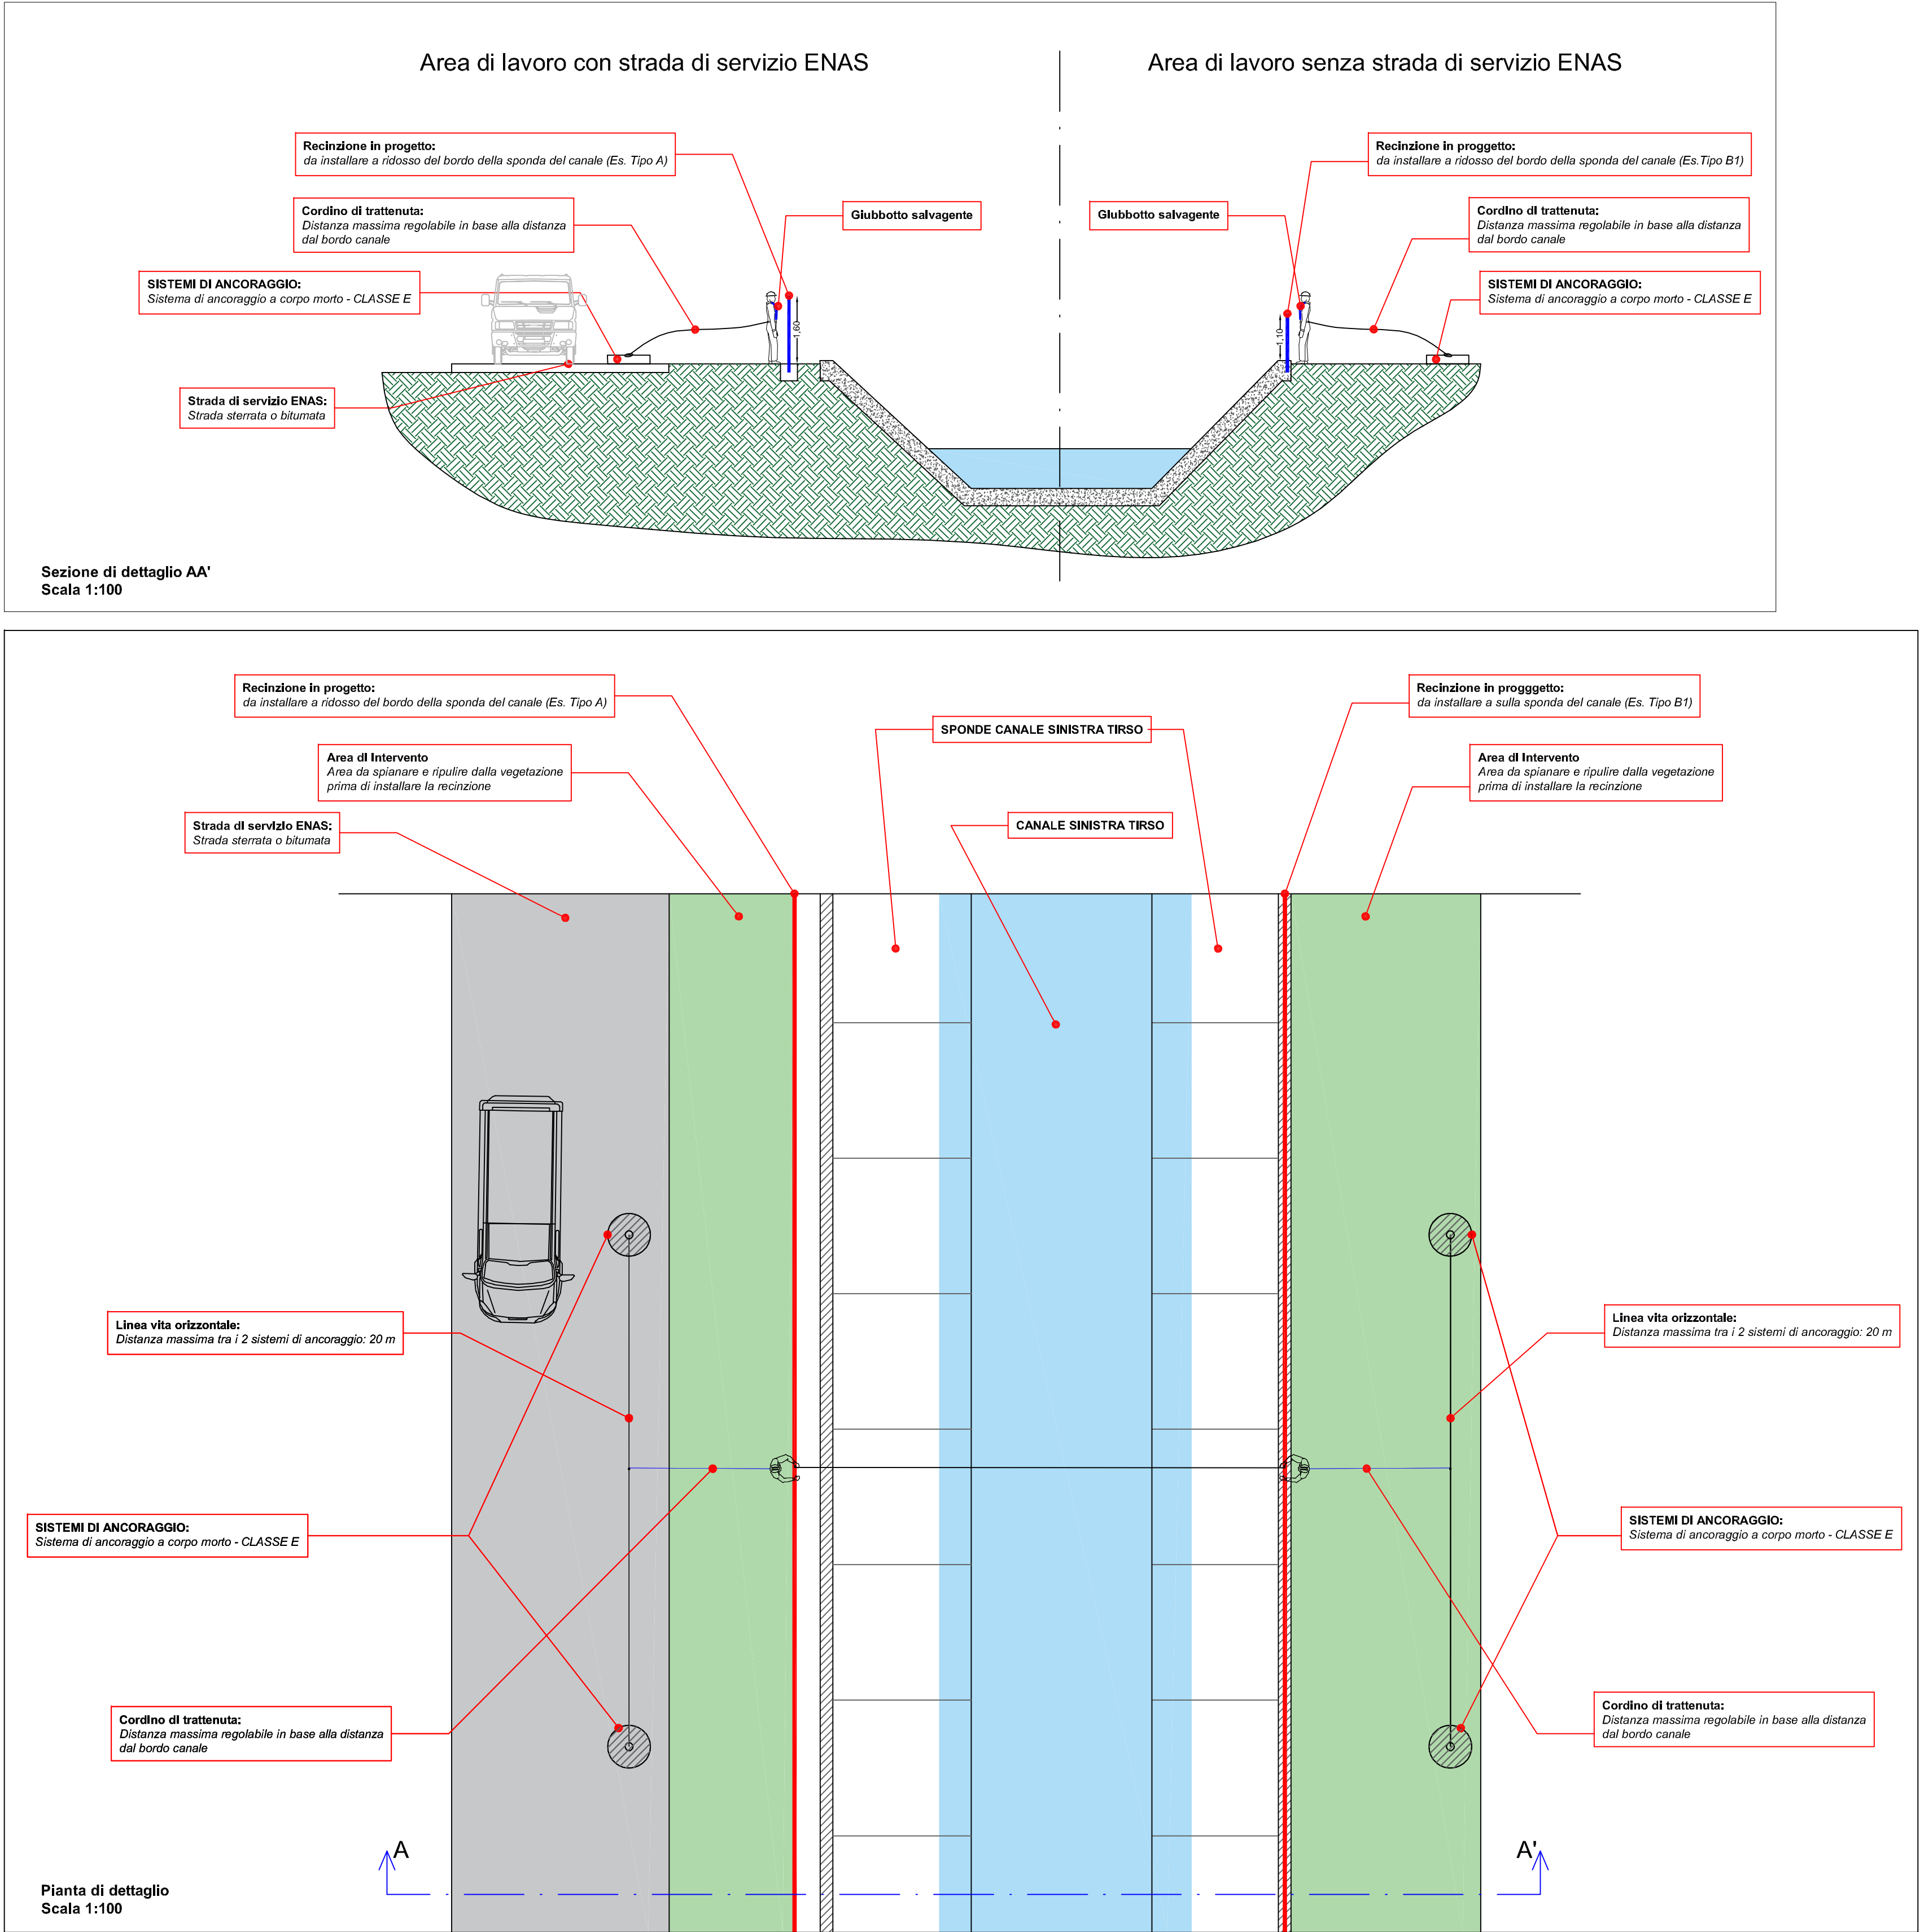 Area di lavoro con strada di servizio ENAS
Area di lavoro senza strada di servizio ENAS
Recinzione in progetto:
da installare a ridosso del bordo della sponda del canale (Es. Tipo A)
Recinzione in proggetto:
da installare a ridosso del bordo della sponda del canale (Es.Tipo B1)
Cordino di trattenuta:
Distanza massima regolabile in base alla distanza
dal bordo canale
Giubbotto salvagente
Giubbotto salvagente
Cordino di trattenuta:
Distanza massima regolabile in base alla distanza
dal bordo canale
SISTEMI DI ANCORAGGIO:
Sistema di ancoraggio a corpo morto - CLASSE E
SISTEMI DI ANCORAGGIO:
Sistema di ancoraggio a corpo morto - CLASSE E
1,60
1,10
Strada di servizio ENAS:
Strada sterrata o bitumata
Sezione di dettaglio AA'
Scala 1:100
Recinzione in progetto:
da installare a ridosso del bordo della sponda del canale (Es. Tipo A)
Recinzione in progggetto:
da installare a sulla sponda del canale (Es. Tipo B1)
SPONDE CANALE SINISTRA TIRSO
Area di Intervento
Area da spianare e ripulire dalla vegetazione
prima di installare la recinzione
Area di Intervento
Area da spianare e ripulire dalla vegetazione
prima di installare la recinzione
Strada di servizio ENAS:
Strada sterrata o bitumata
CANALE SINISTRA TIRSO
Linea vita orizzontale:
Distanza massima tra i 2 sistemi di ancoraggio: 20 m
Linea vita orizzontale:
Distanza massima tra i 2 sistemi di ancoraggio: 20 m
SISTEMI DI ANCORAGGIO:
Sistema di ancoraggio a corpo morto - CLASSE E
SISTEMI DI ANCORAGGIO:
Sistema di ancoraggio a corpo morto - CLASSE E
Cordino di trattenuta:
Distanza massima regolabile in base alla distanza
dal bordo canale
Cordino di trattenuta:
Distanza massima regolabile in base alla distanza
dal bordo canale
A
A'
Pianta di dettaglio
Scala 1:100